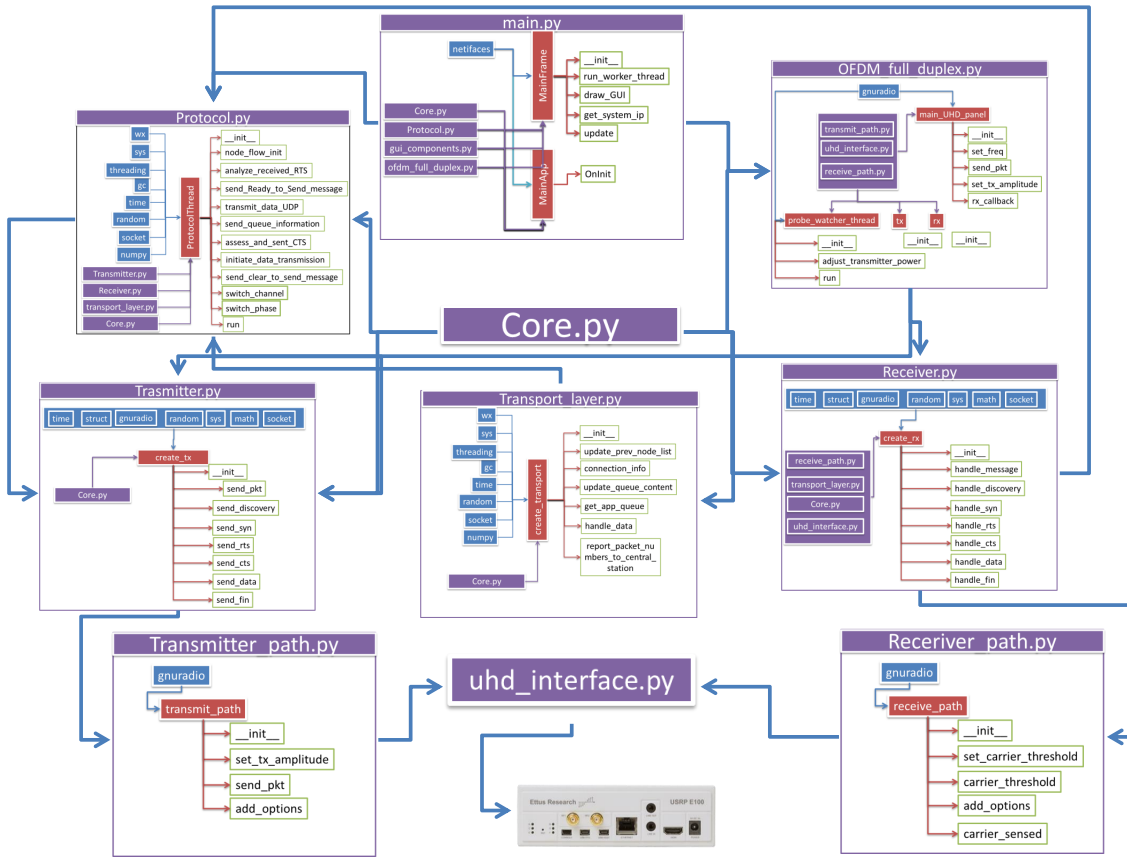 main.py
netifaces
MainFrame
__init__
run_worker_thread
draw_GUI
get_system_ip
update
Core.py
Protocol.py
gui_components.py
ofdm_full_duplex.py
MainApp
OnInit
OFDM_full_duplex.py
gnuradio
main_UHD_panel
transmit_path.py
uhd_interface.py
receive_path.py
__init__
set_freq
send_pkt
set_tx_amplitude
rx_callback
probe_watcher_thread
tx
rx
__init__
__init__
__init__
adjust_transmitter_power
run
Protocol.py
wx
sys
threading
gc
time
random
socket
numpy
Transmitter.py
Receiver.py
transport_layer.py
Core.py
ProtocolThread
__init__
node_flow_init
analyze_received_RTS
send_Ready_to Send_message
transmit_data_UDP
send_queue_information
assess_and_sent_CTS
initiate_data_transmission
send_clear_to_send_message
switch_channel
switch_phase
run
Core.py
Trasmitter.py
time
struct
gnuradio
random
sys
math
socket
create_tx
Core.py
__init__
send_pkt
send_discovery
send_syn
send_rts
send_cts
send_data
send_fin
Transport_layer.py
wx
sys
threading
gc
time
random
socket
numpy
Core.py
create_transport
__init__
update_prev_node_list
connection_info
update_queue_content
get_app_queue
handle_data
report_packet_nu
mbers_to_central_
station
Receiver.py
time
struct
gnuradio
random
sys
math
socket
create_rx
receive_path.py
transport_layer.py
Core.py
uhd_interface.py
__init__
handle_message
handle_discovery
handle_syn
handle_rts
handle_cts
handle_data
handle_fin
Transmitter_path.py
gnuradio
transmit_path
__init__
set_tx_amplitude
send_pkt
add_options
uhd_interface.py
Ettus Research
USRP E100
Receriver_path.py
gnuradio
receive_path
__init__
set_carrier_threshold
carrier_threshold
add_options
carrier_sensed